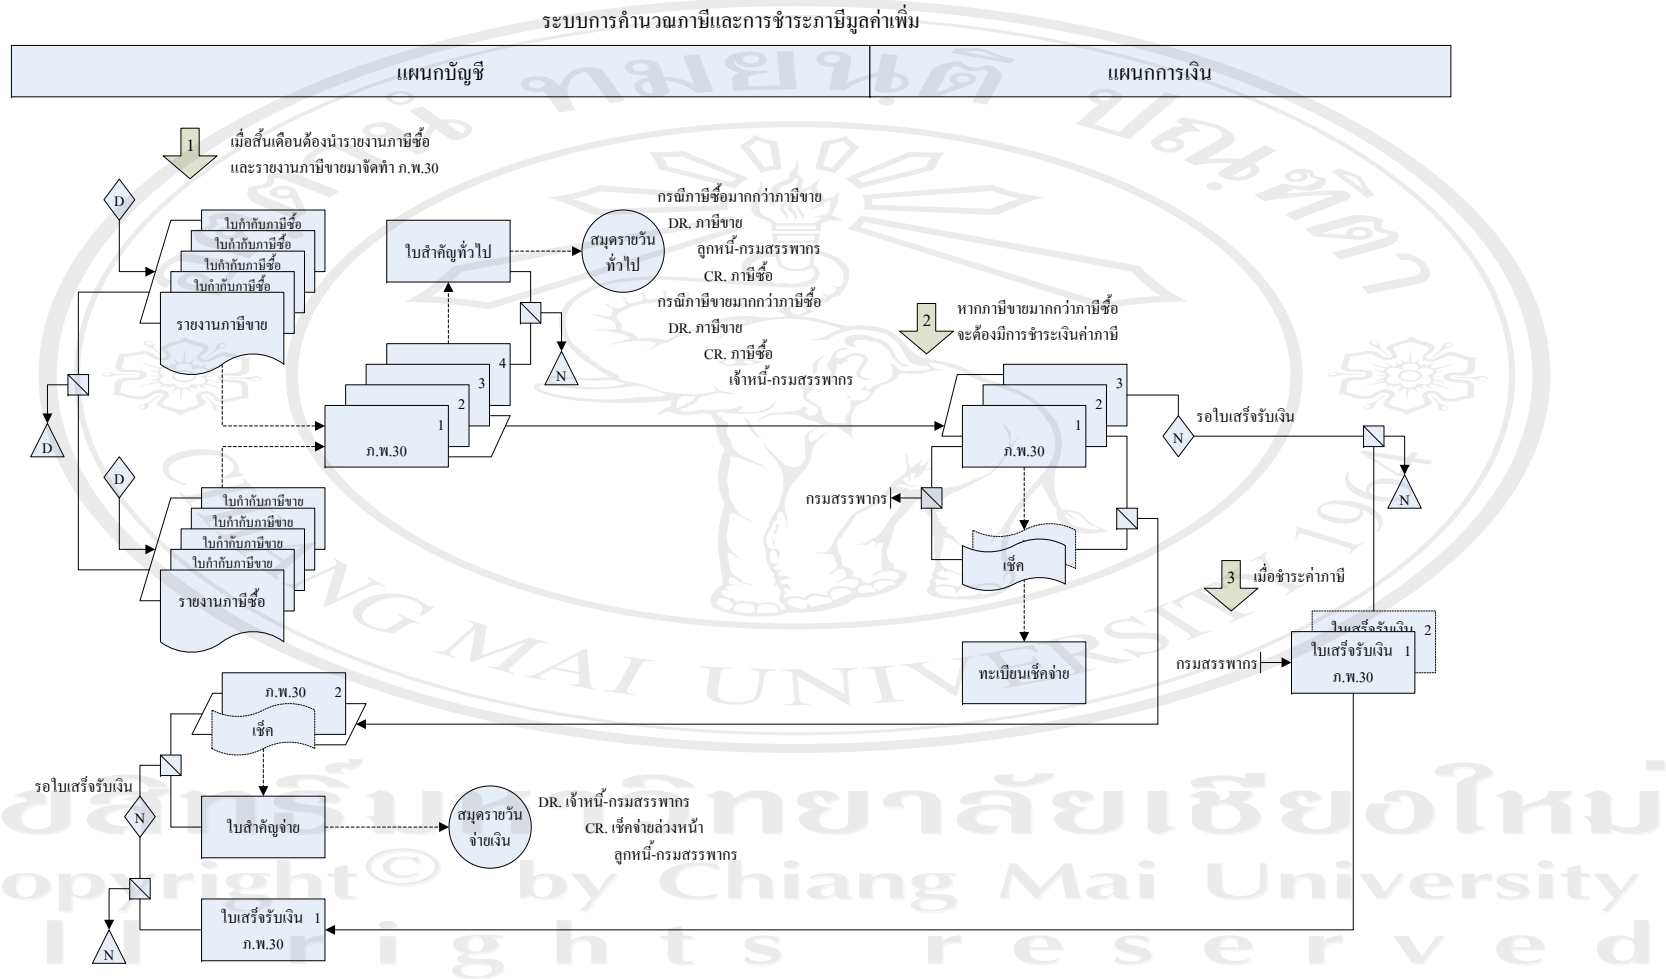 ระบบการคำนวณภาษีและการชำระภาษีมูลค่าเพิ่ม
แผนกบัญชี
แผนกการเงิน
1
เมื่อสิ้นเดือนต้องนำรายงานภาษีซื้อ
และรายงานภาษีขายมาจัดทำ ภ.พ.30
D
ใบกำกับภาษีซื้อ
ใบกำกับภาษีซื้อ
ใบกำกับภาษีซื้อ
ใบกำกับภาษีซื้อ
รายงานภาษีขาย
D
ใบสำคัญทั่วไป
สมุดรายวัน
ทั่วไป
กรณีภาษีซื้อมากกว่าภาษีขาย
DR. ภาษีขาย
ลูกหนี้-กรมสรรพากร
CR. ภาษีซื้อ
กรณีภาษีขายมากกว่าภาษีซื้อ
DR. ภาษีขาย
CR. ภาษีซื้อ
เจ้าหนี้-กรมสรรพากร
N
4
3
2
1
ภ.พ.30
2
หากภาษีขายมากกว่าภาษีซื้อ
จะต้องมีการชำระเงินค่าภาษี
3
2
1
ภ.พ.30
N
รอใบเสร็จรับเงิน
N
D
ใบกำกับภาษีขาย
ใบกำกับภาษีขาย
ใบกำกับภาษีขาย
ใบกำกับภาษีขาย
รายงานภาษีซื้อ
กรมสรรพากร
เช็ค
ทะเบียนเช็คจ่าย
3
เมื่อชำระค่าภาษี
ใบเสร็จรับเงิน 2
ใบเสร็จรับเงิน 1
ภ.พ.30
กรมสรรพากร
ภ.พ.30 2
เช็ค
รอใบเสร็จรับเงิน
N
ใบสำคัญจ่าย
สมุดรายวัน
จ่ายเงิน
DR. เจ้าหนี้-กรมสรรพากร
CR. เช็คจ่ายล่วงหน้า
ลูกหนี้-กรมสรรพากร
N
ใบเสร็จรับเงิน 1
ภ.พ.30
CHIANG MAI UNIVERSITY 1964
opyright© by Chiang Mai University
ll rights reserved